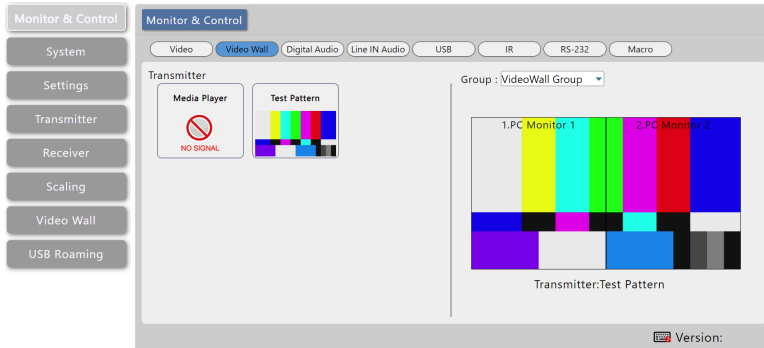 Monitor & Control
System
Settings
Transmitter
Receiver
Scaling
Video Wall
USB Roaming
Monitor & Control
Video
Video Wall
Digital Audio
Line IN Audio
USB
IR
RS-232
Macro
Transmitter
Media Player
NO SIGNAL
Test Pattern
Group : VideoWall Group
1.PC Monitor 1
2.PC Monitor 2
Transmitter:Test Pattern
Version: